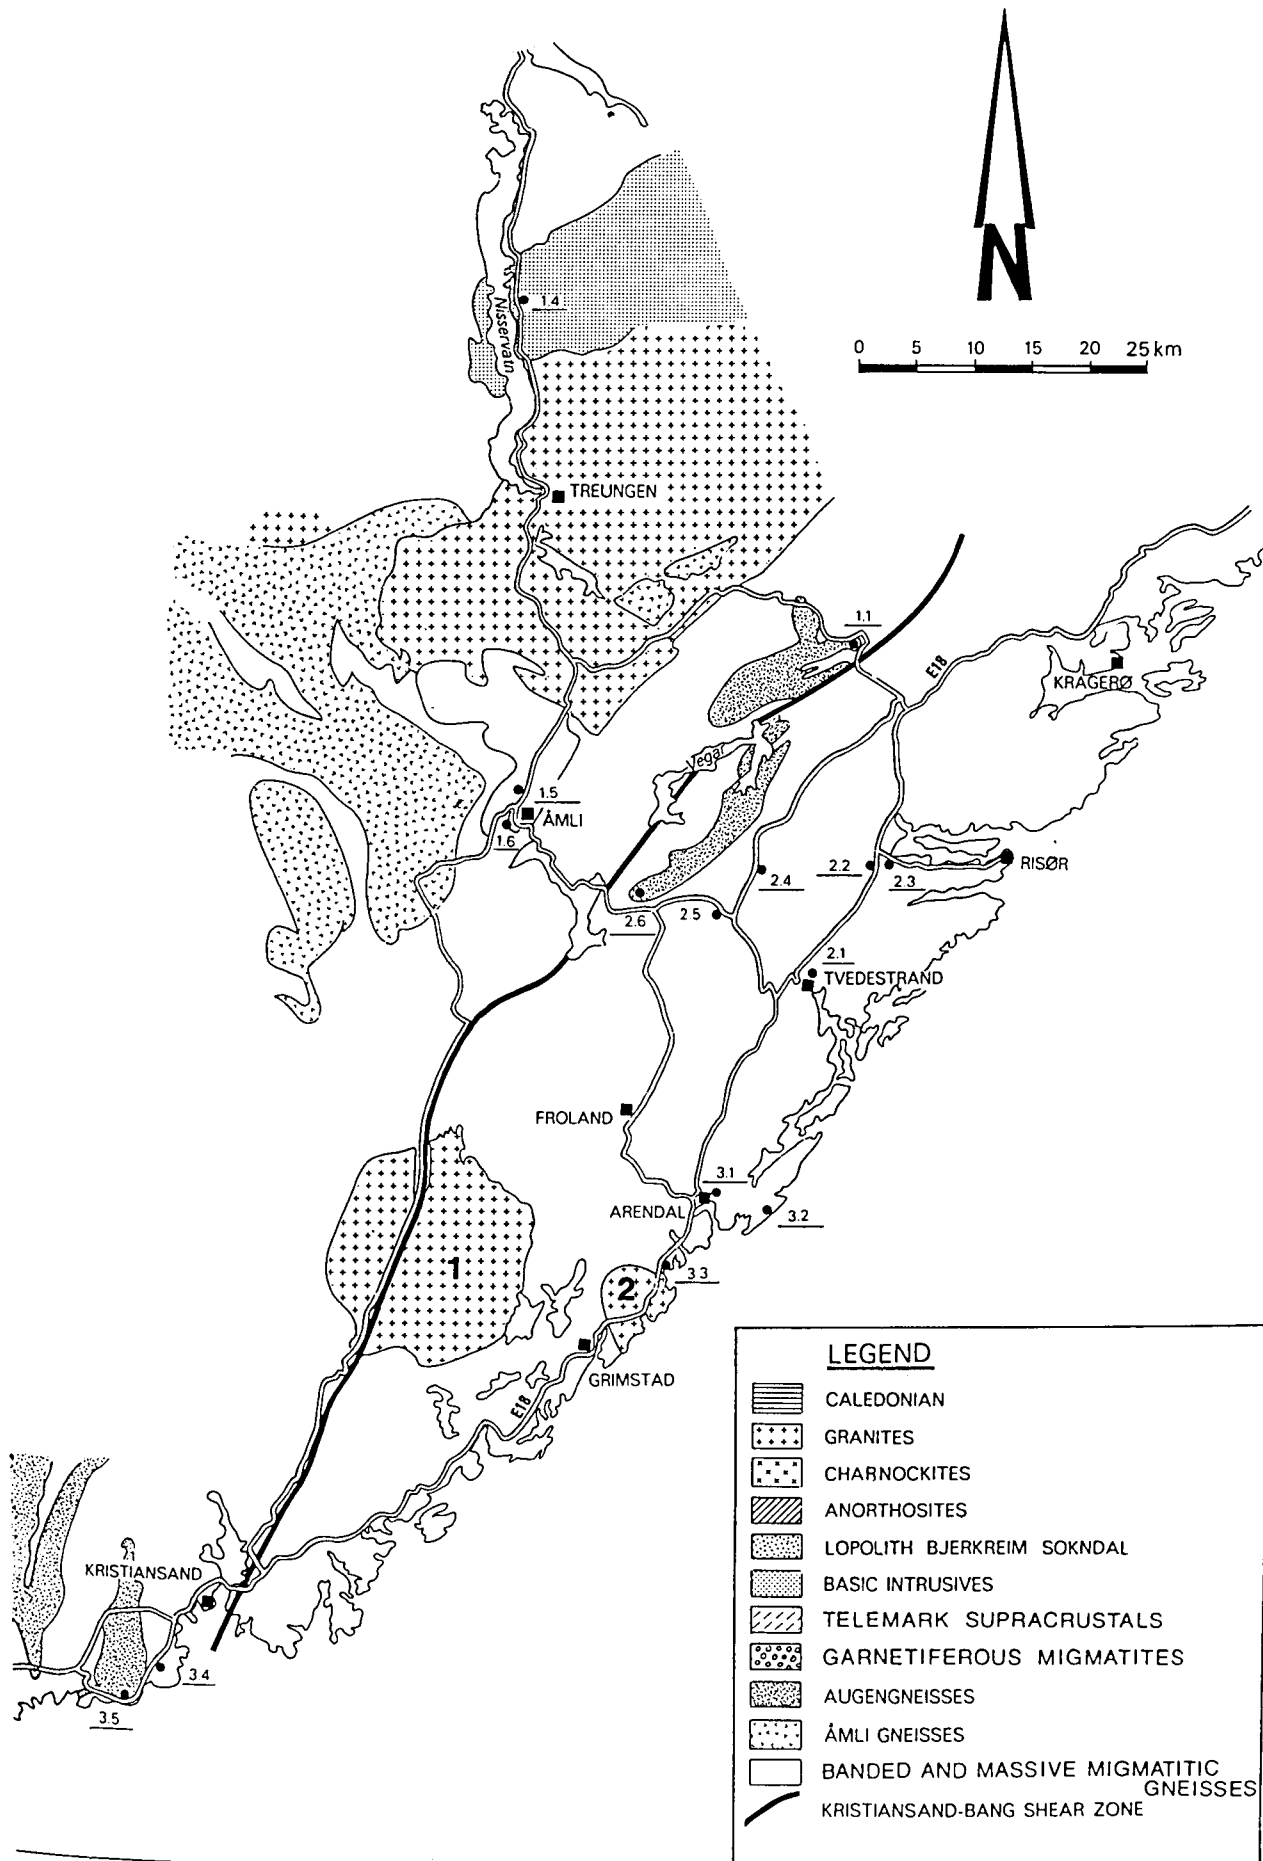 N
0 5 10 15 20 25 km
1.4
Nisservatn
TREUNGEN
1.1
E18
KRAGERØ
Vegår
1.5
ÅMLI
1.6
RISØR
2.2
2.3
2.4
2.6
2.5
2.1
TVEDESTRAND
FROLAND
3.1
ARENDAL
3.2
1
2
3.3
GRIMSTAD
E18
KRISTIANSAND
3.4
3.5
LEGEND
CALEDONIAN
GRANITES
CHARNOCKITES
ANORTHOSITES
LOPOLITH BJERKREIM SOKNDAL
BASIC INTRUSIVES
TELEMARK SUPRACRUSTALS
GARNETIFEROUS MIGMATITES
AUGENGNEISSES
ÅMLI GNEISSES
BANDED AND MASSIVE MIGMATITIC
GNEISSES
KRISTIANSAND-BANG SHEAR ZONE